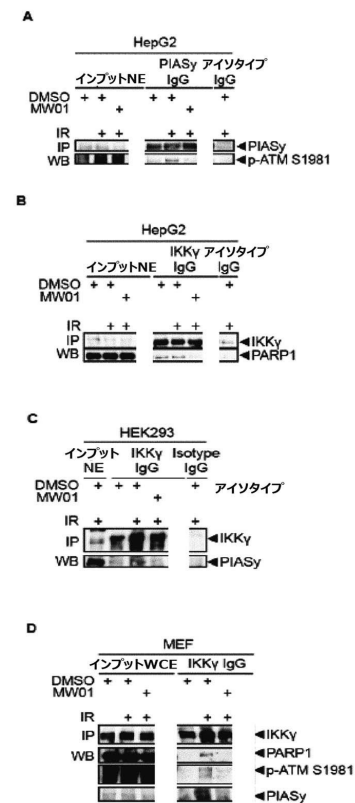 A
HepG2
PIASy アイソタイプ
インプットNE IgG IgG
DMSO + + + + +
MW01 + +
IR + + + + +
IP PIASy
WB p-ATM S1981
B
HepG2
IKKγ アイソタイプ
インプットNE IgG IgG
DMSO + + + + +
MW01 + +
IR + + + + +
IP IKKγ
WB PARP1
C
HEK293
インプット IKKγ Isotype
NE IgG IgG
DMSO + + + + アイソタイプ
MW01 +
IR + + + +
IP IKKγ
WB PIASy
D
MEF
インプットWCE IKKγ IgG
DMSO + + + +
MW01 + +
IR + + + +
IP IKKγ
WB PARP1
p-ATM S1981
PIASy